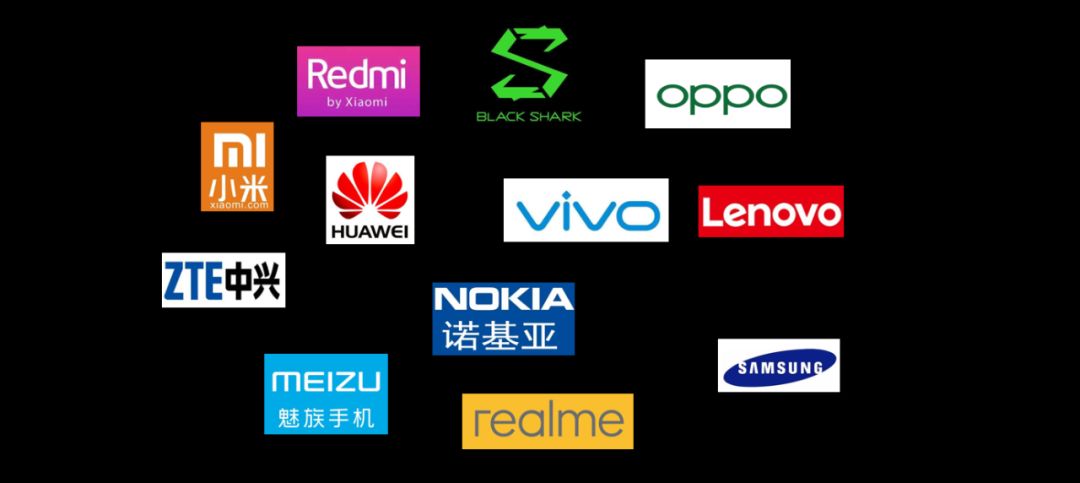 Redmi
by Xiaomi
BLACK SHARK
oppo
mi
小米
xiaomi.com
HUAWEI
vivo
Lenovo
ZTE中兴
NOKIA
诺基亚
SAMSUNG
MEIZU
魅族手机
realme